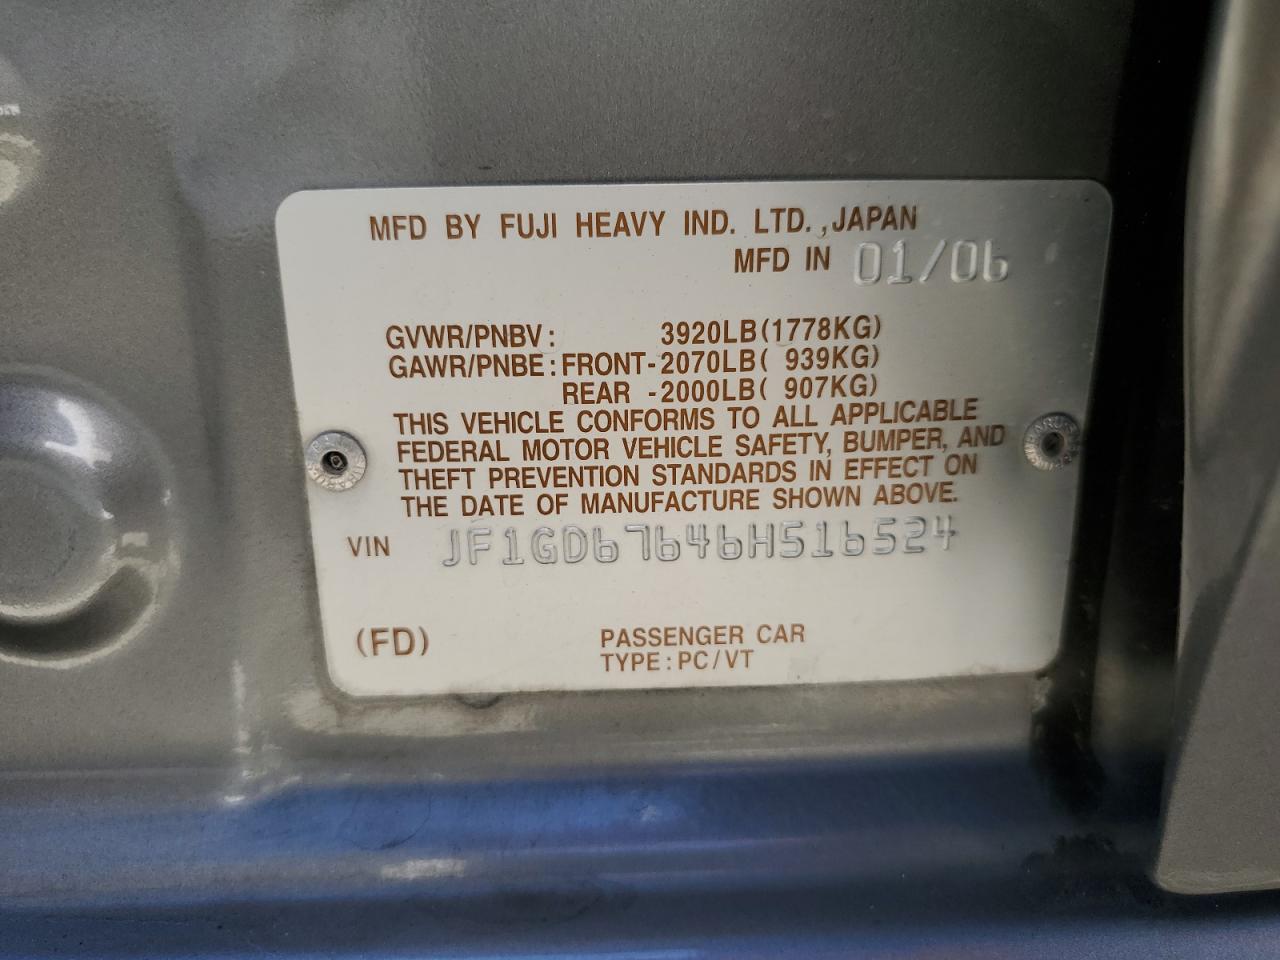 MFD BY FUJI HEAVY IND. LTD.,JAPAN
MFD IN 01/06
GVWR/PNBV: 3920LB(1778KG)
GAWR/PNBE: FRONT-2070LB( 939KG)
REAR -2000LB( 907KG)
THIS VEHICLE CONFORMS TO ALL APPLICABLE
FEDERAL MOTOR VEHICLE SAFETY, BUMPER, AND
THEFT PREVENTION STANDARDS IN EFFECT ON
THE DATE OF MANUFACTURE SHOWN ABOVE.
VIN JF1GD67646H516524
(FD) PASSENGER CAR
TYPE: PC/VT